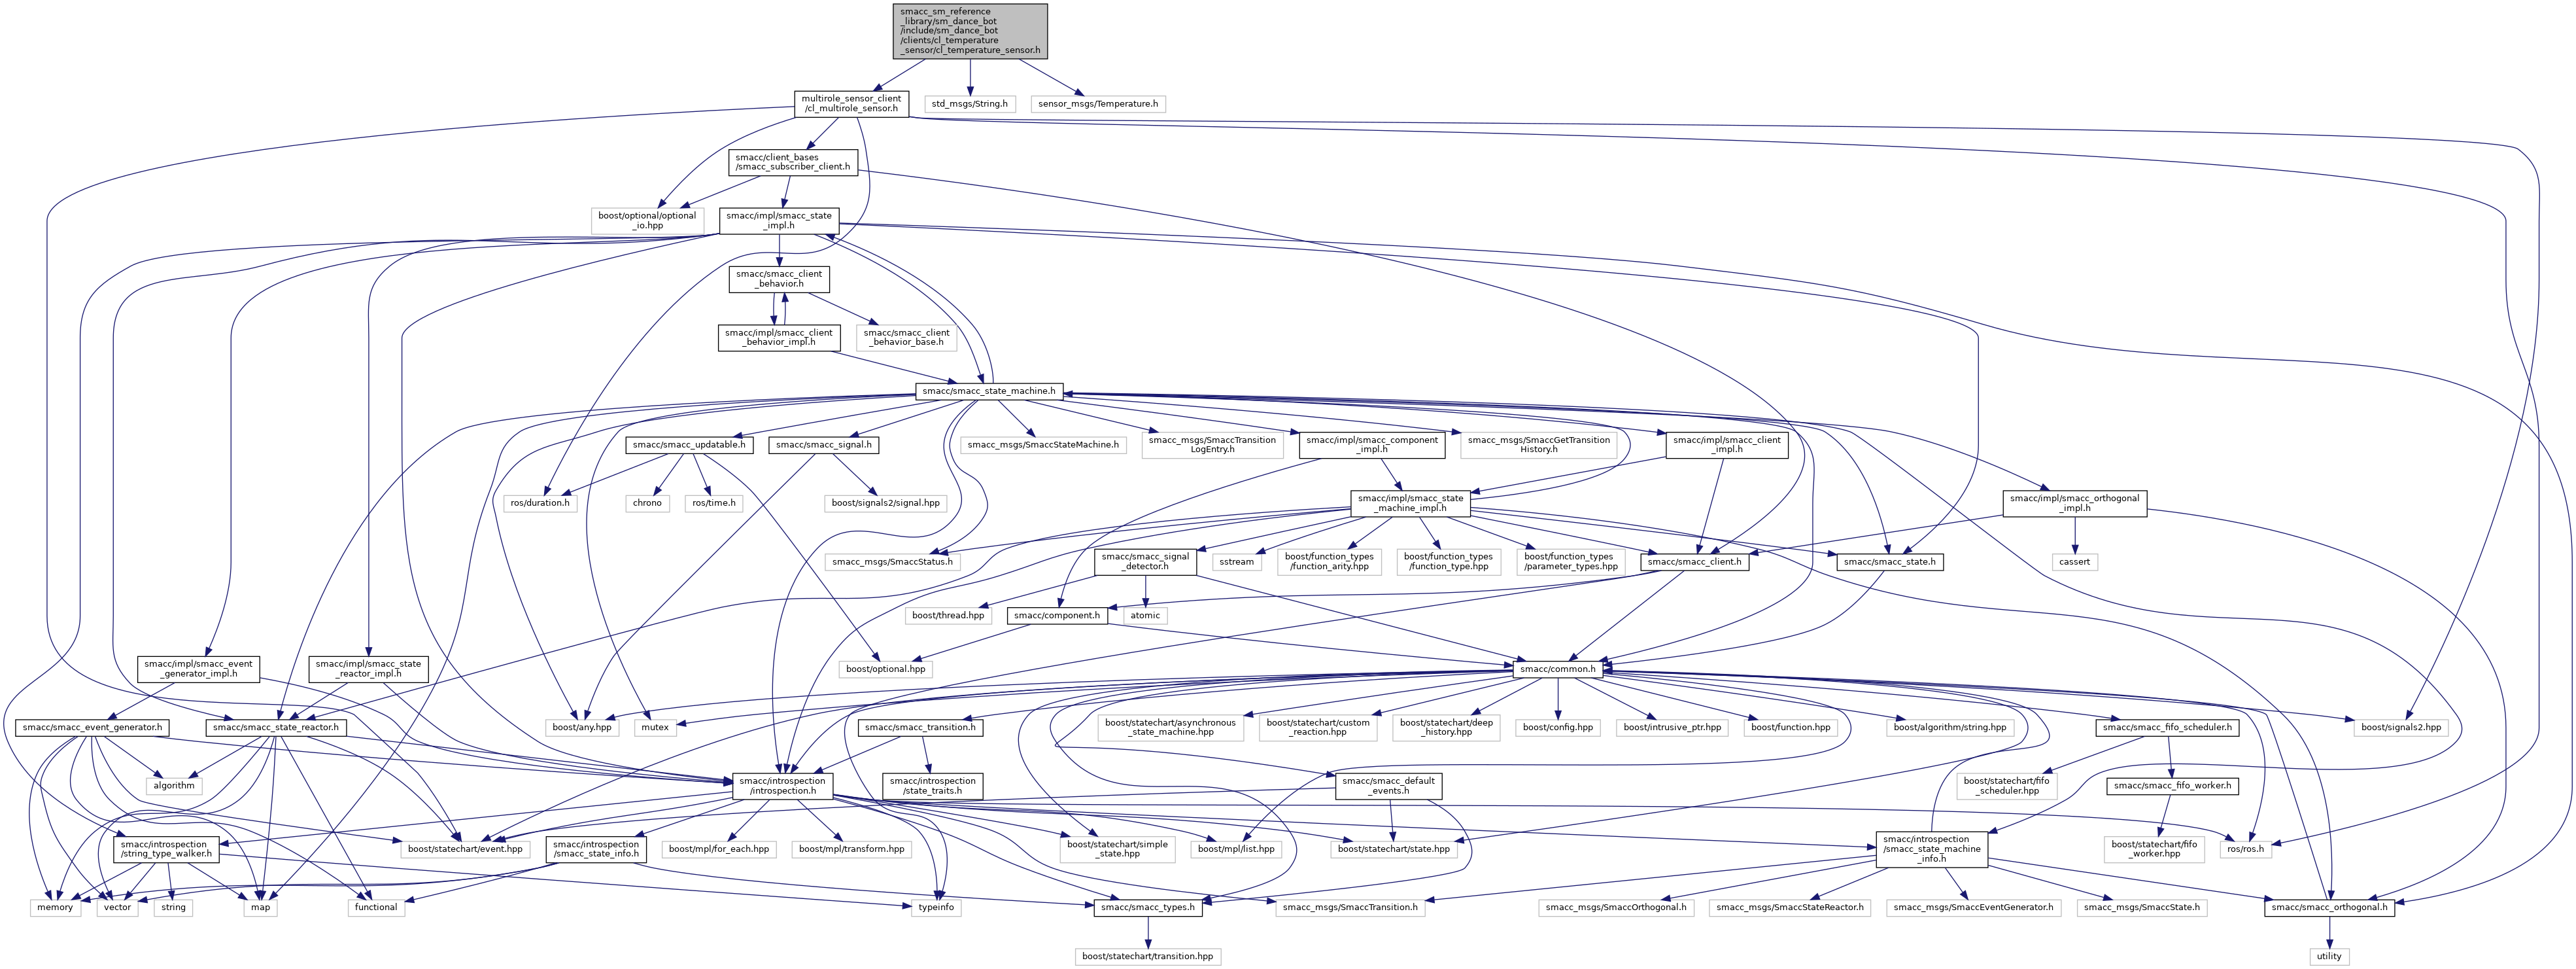 smacc_sm_reference
_library/sm_dance_bot
/include/sm_dance_bot
/clients/cl_temperature
_sensor/cl_temperature_sensor.h
multirole_sensor_client
/cl_multirole_sensor.h
std_msgs/String.h
sensor_msgs/Temperature.h
smacc/client_bases
/smacc_subscriber_client.h
boost/optional/optional
_io.hpp
smacc/impl/smacc_state
_impl.h
smacc/smacc_client
_behavior.h
smacc/impl/smacc_client
_behavior_impl.h
smacc/smacc_client
_behavior_base.h
smacc/smacc_state_machine.h
smacc/smacc_updatable.h
smacc/smacc_signal.h
smacc_msgs/SmaccStateMachine.h
smacc_msgs/SmaccTransition
LogEntry.h
smacc/impl/smacc_component
_impl.h
smacc_msgs/SmaccGetTransition
History.h
smacc/impl/smacc_client
_impl.h
ros/duration.h
chrono
ros/time.h
boost/signals2/signal.hpp
smacc/impl/smacc_state
_machine_impl.h
smacc/impl/smacc_orthogonal
_impl.h
smacc_msgs/SmaccStatus.h
smacc/smacc_signal
_detector.h
sstream
boost/function_types
/function_arity.hpp
boost/function_types
/function_type.hpp
boost/function_types
/parameter_types.hpp
smacc/smacc_client.h
smacc/smacc_state.h
cassert
boost/thread.hpp
smacc/component.h
atomic
smacc/impl/smacc_event
_generator_impl.h
smacc/impl/smacc_state
_reactor_impl.h
boost/optional.hpp
smacc/common.h
smacc/smacc_event_generator.h
smacc/smacc_state_reactor.h
boost/any.hpp
mutex
smacc/smacc_transition.h
boost/statechart/asynchronous
_state_machine.hpp
boost/statechart/custom
_reaction.hpp
boost/statechart/deep
_history.hpp
boost/config.hpp
boost/intrusive_ptr.hpp
boost/function.hpp
boost/algorithm/string.hpp
smacc/smacc_fifo_scheduler.h
boost/signals2.hpp
algorithm
smacc/introspection
/introspection.h
smacc/introspection
/state_traits.h
smacc/smacc_default
_events.h
boost/statechart/fifo
_scheduler.hpp
smacc/smacc_fifo_worker.h
smacc/introspection
/string_type_walker.h
boost/statechart/event.hpp
smacc/introspection
/smacc_state_info.h
boost/mpl/for_each.hpp
boost/mpl/transform.hpp
boost/statechart/simple
_state.hpp
boost/mpl/list.hpp
boost/statechart/state.hpp
smacc/introspection
/smacc_state_machine
_info.h
boost/statechart/fifo
_worker.hpp
ros/ros.h
memory
vector
string
map
functional
typeinfo
smacc/smacc_types.h
smacc_msgs/SmaccTransition.h
smacc_msgs/SmaccOrthogonal.h
smacc_msgs/SmaccStateReactor.h
smacc_msgs/SmaccEventGenerator.h
smacc_msgs/SmaccState.h
smacc/smacc_orthogonal.h
boost/statechart/transition.hpp
utility